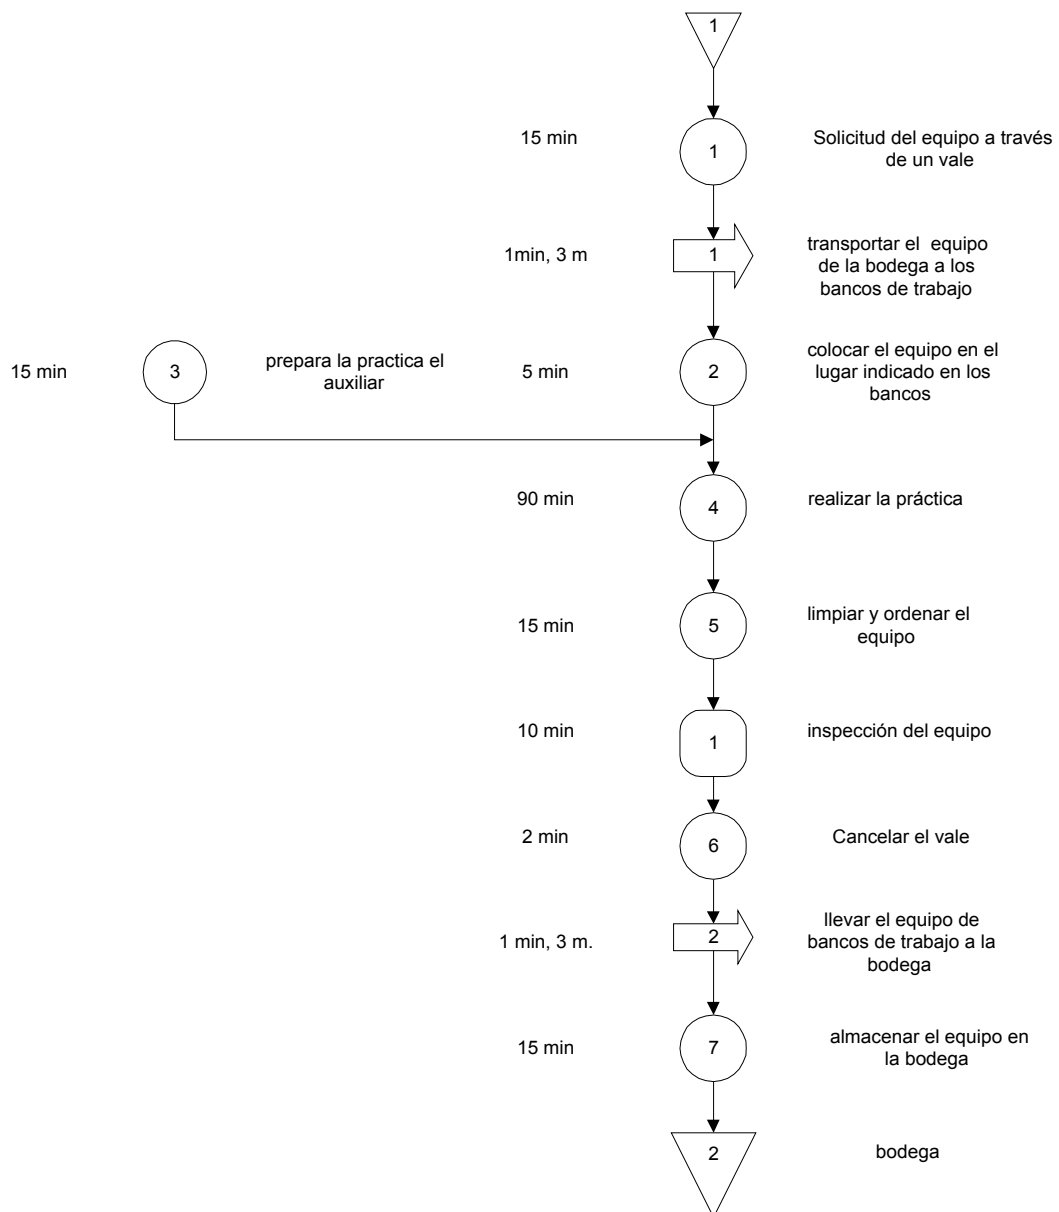 1
15 min
1
Solicitud del equipo a través
de un vale
1min, 3 m
1
transportar el equipo
de la bodega a los
bancos de trabajo
15 min
3
prepara la practica el
auxiliar
5 min
2
colocar el equipo en el
lugar indicado en los
bancos
90 min
4
realizar la práctica
15 min
5
limpiar y ordenar el
equipo
10 min
1
inspección del equipo
2 min
6
Cancelar el vale
1 min, 3 m.
2
llevar el equipo de
bancos de trabajo a la
bodega
15 min
7
almacenar el equipo en
la bodega
2
bodega